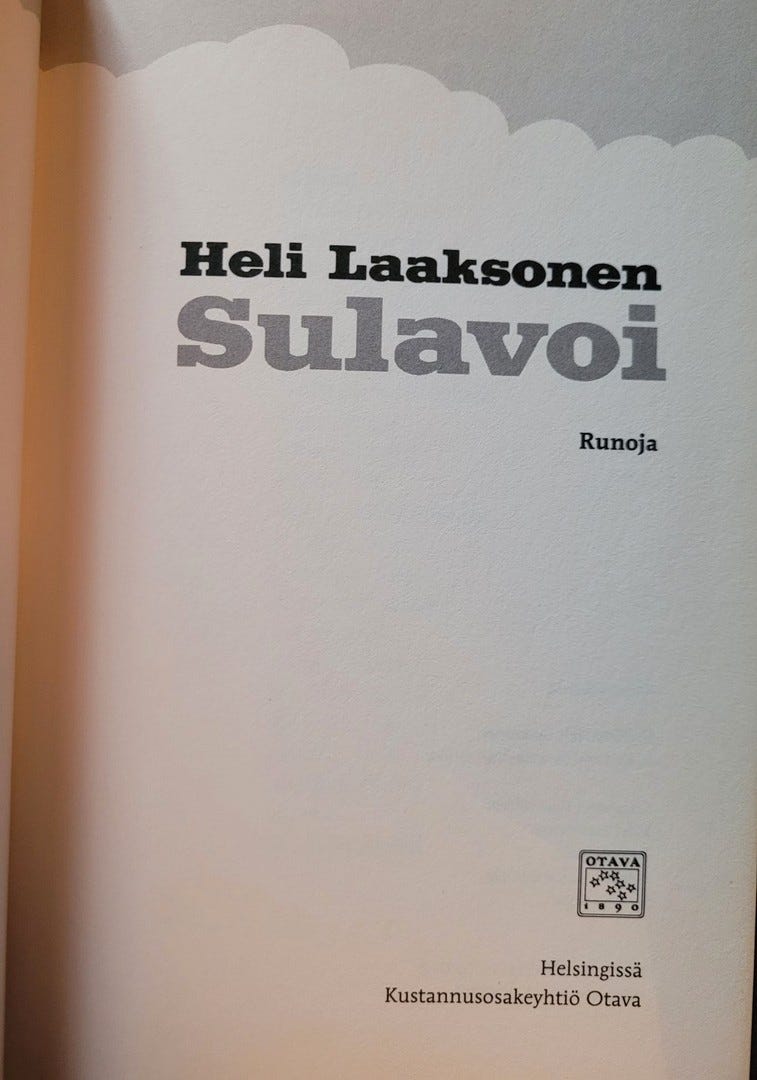 Heli Laaksonen
Sulavoi
Runoja
OTAVA
1890
Helsingissä
Kustannusosakeyhtiö Otava